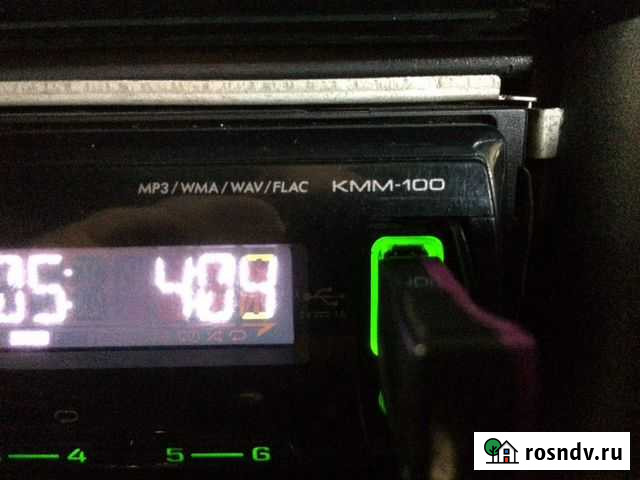 MP3/WMA/WAV/FLAC KMM-100
05: 409
4 5 6
rosndv.ru